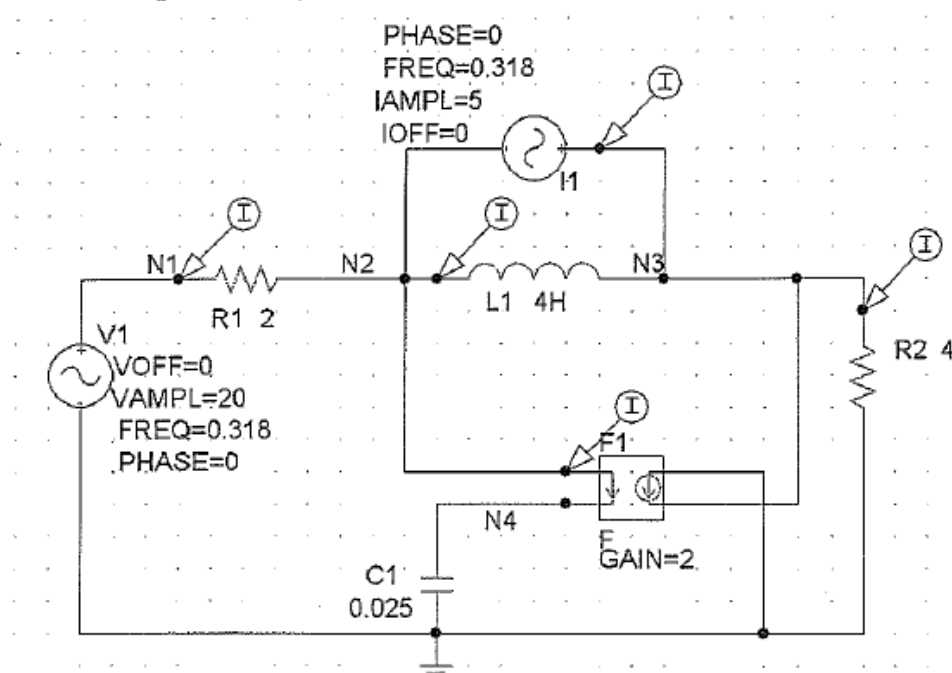 PHASE=0
FREQ=0.318
IAMPL=5
IOFF=0
I
I1
I
I
I
N1
N2
N3
R1 2
L1 4H
R2 4
V1
VOFF=0
VAMPL=20
FREQ=0.318
PHASE=0
I
F1
N4
F
GAIN=2
C1
0.025